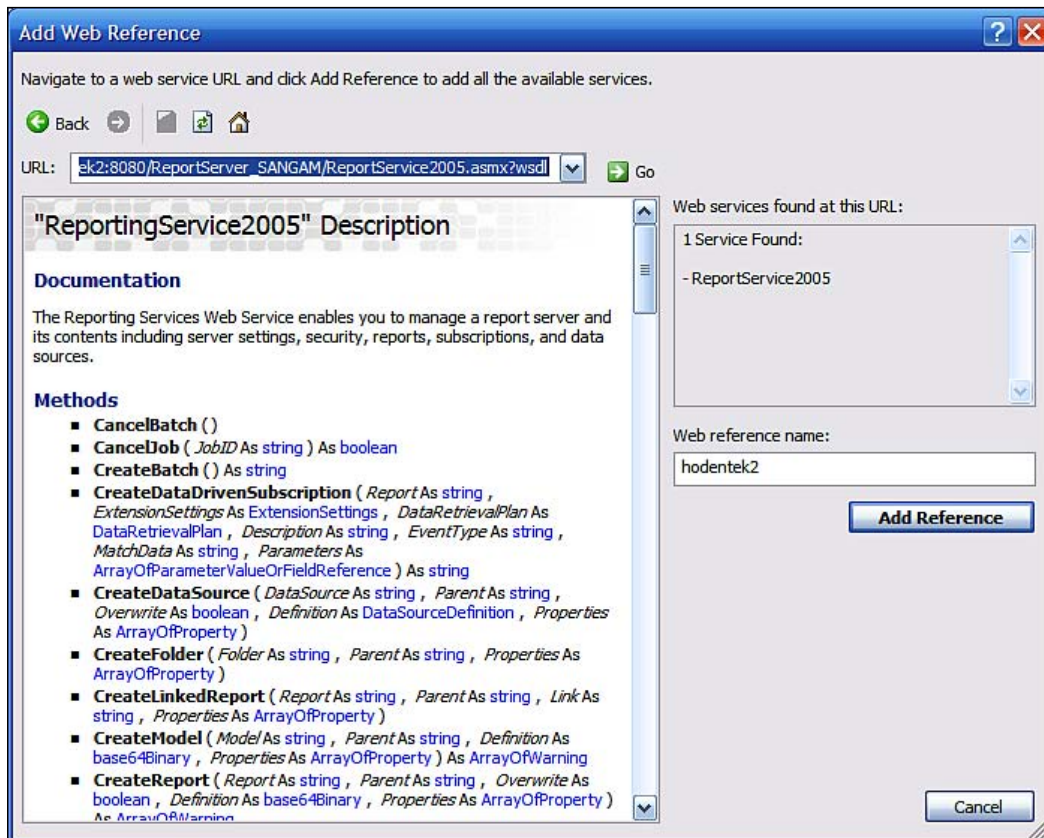 Add Web Reference
Navigate to a web service URL and click Add Reference to add all the available services.
Back
URL: ek2:8080/ReportServer_SANGAM/ReportService2005.asmx?wsdl Go
"ReportingService2005" Description
Documentation
The Reporting Services Web Service enables you to manage a report server and
its contents including server settings, security, reports, subscriptions, and data
sources.
Methods
▪ CancelBatch ()
▪ CancelJob ( JobID As string ) As boolean
▪ CreateBatch () As string
▪ CreateDataDrivenSubscription ( Report As string ,
ExtensionSettings As ExtensionSettings , DataRetrievalPlan As
DataRetrievalPlan , Description As string , EventType As string ,
MatchData As string , Parameters As
ArrayOfParameterValueOrFieldReference ) As string
▪ CreateDataSource ( DataSource As string , Parent As string ,
Overwrite As boolean , Definition As DataSourceDefinition , Properties
As ArrayOfProperty )
▪ CreateFolder ( Folder As string , Parent As string , Properties As
ArrayOfProperty )
▪ CreateLinkedReport ( Report As string , Parent As string , Link As
string , Properties As ArrayOfProperty )
▪ CreateModel ( Model As string , Parent As string , Definition As
base64Binary , Properties As ArrayOfProperty ) As ArrayOfWarning
▪ CreateReport ( Report As string , Parent As string , Overwrite As
boolean , Definition As base64Binary , Properties As ArrayOfProperty )
As ArrayOfWarning
Web services found at this URL:
1 Service Found:
- ReportService2005
Web reference name:
hodentek2
Add Reference
Cancel